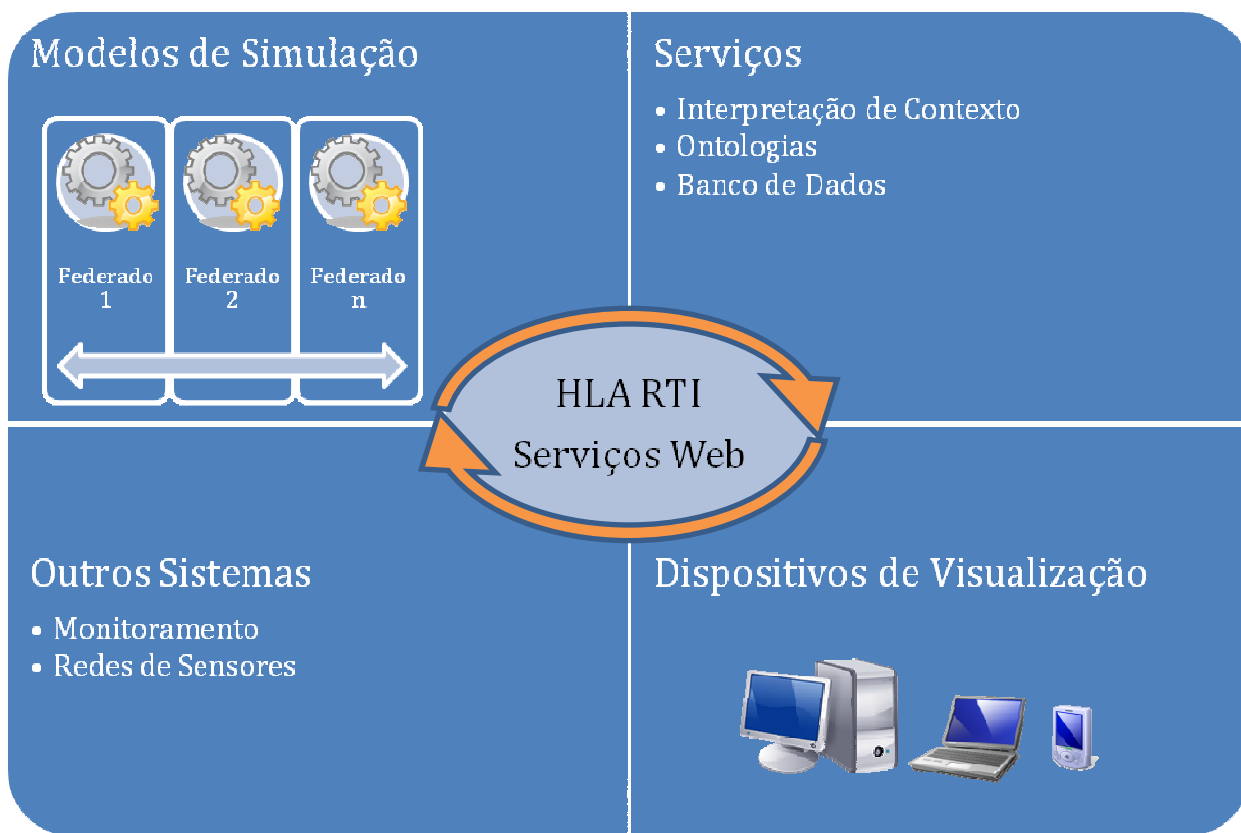 Modelos de Simulação
Federado
1
Federado
2
Federado
n
Serviços
• Interpretação de Contexto
• Ontologias
• Banco de Dados
HLA RTI
Serviços Web
Outros Sistemas
• Monitoramento
• Redes de Sensores
Dispositivos de Visualização